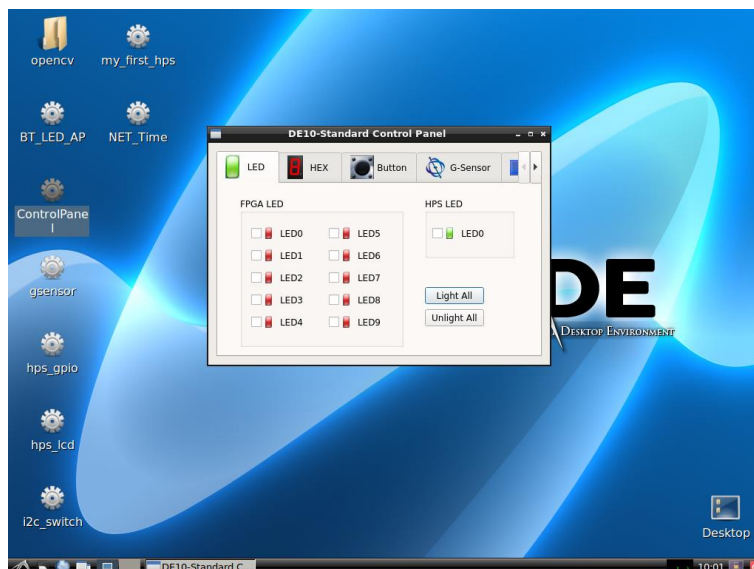 opencv
my_first_hps
BT_LED_AP
NET_Time
ControlPane
l
gsensor
hps_gpio
hps_lcd
i2c_switch
DE10-Standard Control Panel
LED
HEX
Button
G-Sensor
FPGA LED
HPS LED
LED0
LED5
LED0
LED1
LED6
LED2
LED7
LED3
LED8
LED4
LED9
Light All
Unlight All
DE
DESKTOP ENVIRONMENT
Desktop
DE10-Standard C
10:01